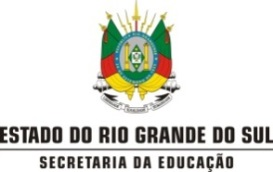 ESTADO DO RIO GRANDE DO SUL
SECRETARIA DA EDUCAÇÃO